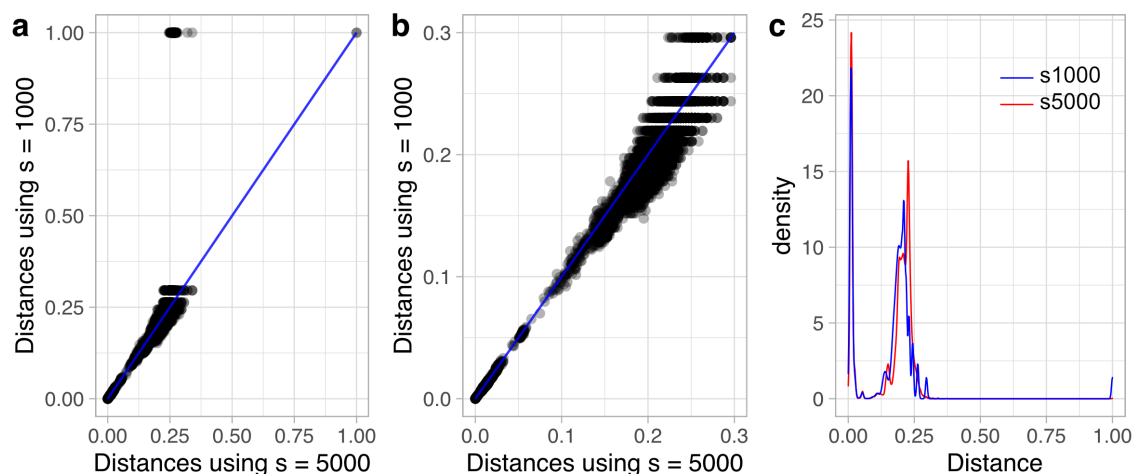 a
1.00
0.75
0.50
0.25
0.00
0.00 0.25 0.50 0.75 1.00
Distances using s = 5000
Distances using s = 1000
b
0.3
0.2
0.1
0.0
0.0 0.1 0.2 0.3
Distances using s = 5000
Distances using s = 1000
c
25
20
15
10
5
0
0.00 0.25 0.50 0.75 1.00
Distance
density
s1000
s5000